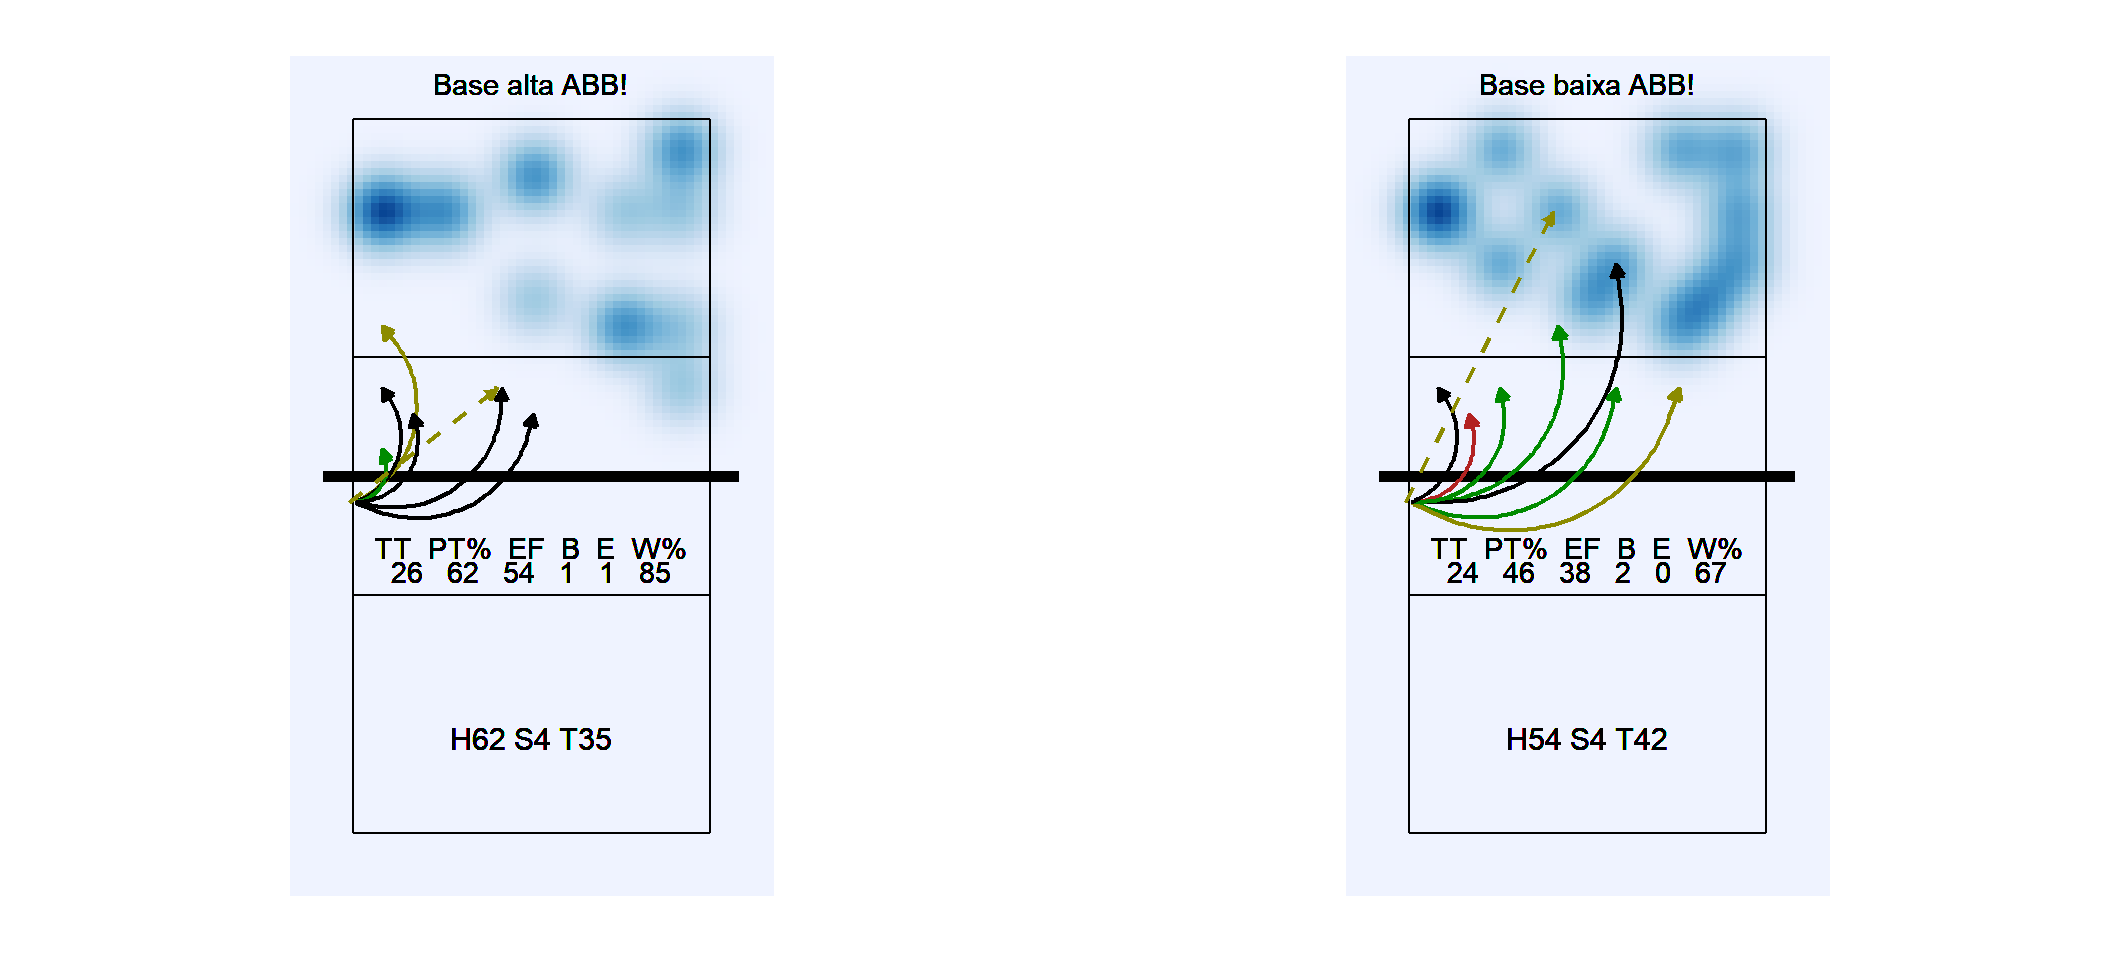 Base alta ABB!
TT PT% EF B E W%
26 62 54 1 1 85
H62 S4 T35
Base baixa ABB!
TT PT% EF B E W%
24 46 38 2 0 67
H54 S4 T42